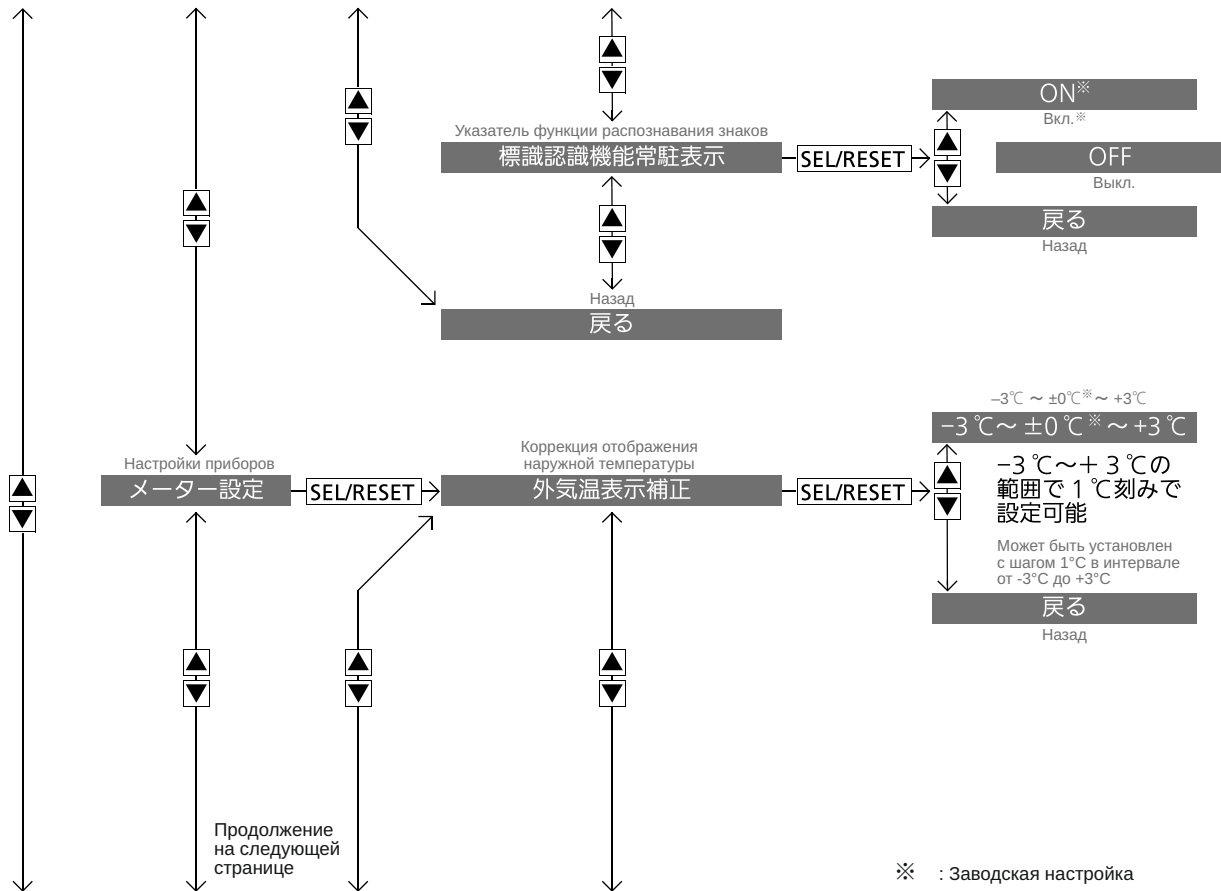 ON※
Вкл.※
Указатель функции распознавания знаков
標識認識機能常駐表示
SEL/RESET
OFF
Выкл.
戻る
Назад
Назад
戻る
–3℃ ～ ±0℃※～ +3℃
−3℃～ ±0℃※～+3℃
Настройки приборов
メーター設定
SEL/RESET
Коррекция отображения
наружной температуры
外気温表示補正
SEL/RESET
−3℃～＋3℃の
範囲で1℃刻みで
設定可能
Может быть установлен
с шагом 1°C в интервале
от -3°C до +3°C
戻る
Назад
Продолжение
на следующей
странице
※ : Заводская настройка